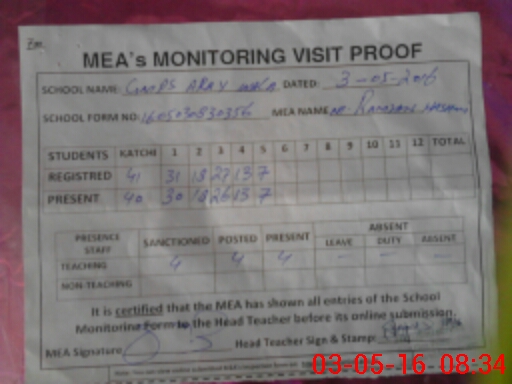 Em
MEA's MONITORING VISIT PROOF
SCHOOL NAME: GMPS ARAY DATED: 3-05-2016
SCHOOL FORM NO: MEA NAME
STUDENTS KATCHI 1 2 3 4 5 6 7 8 9 10 11 12 TOTAL
REGISTRED 41 31 18 27 13 7
PRESENT 40 30 18 26 13 7
PRESENCE STAFF SANCTIONED POSTED PRESENT ABSENT
LEAVE DUTY ABSENT
TEACHING 4 4 4 - - -
NON-TEACHING
It is certified that the MEA has shown all entries of the School
Monitoring Form to the Head Teacher before its online submission.
MEA Signature Head Teacher Sign & Stamp:
03-05-16 08:34